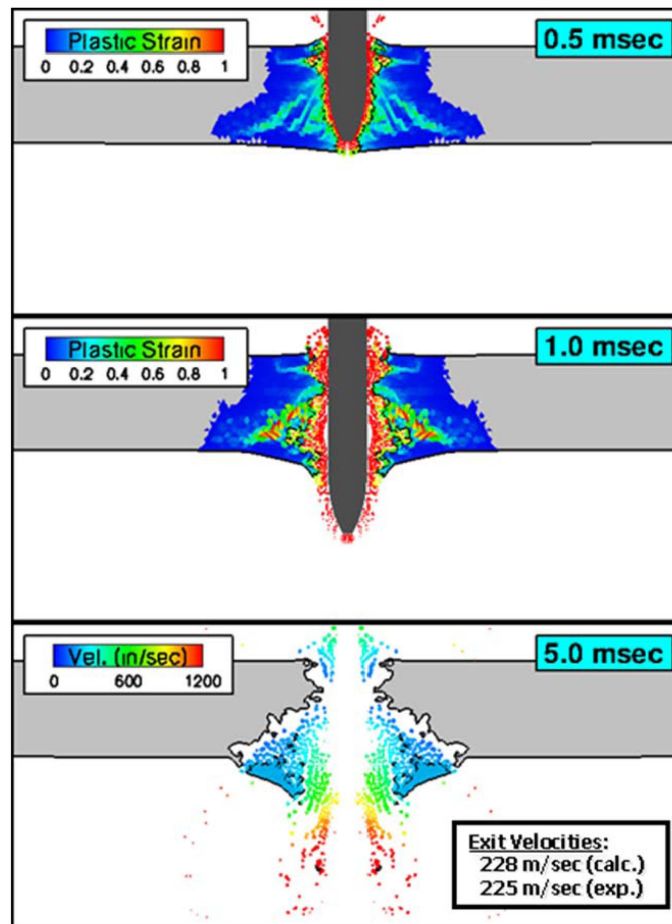 Plastic Strain
0 0.2 0.4 0.6 0.8 1
0.5 msec
Plastic Strain
0 0.2 0.4 0.6 0.8 1
1.0 msec
Vel. (in/sec)
0 600 1200
5.0 msec
Exit Velocities:
228 m/sec (calc.)
225 m/sec (exp.)